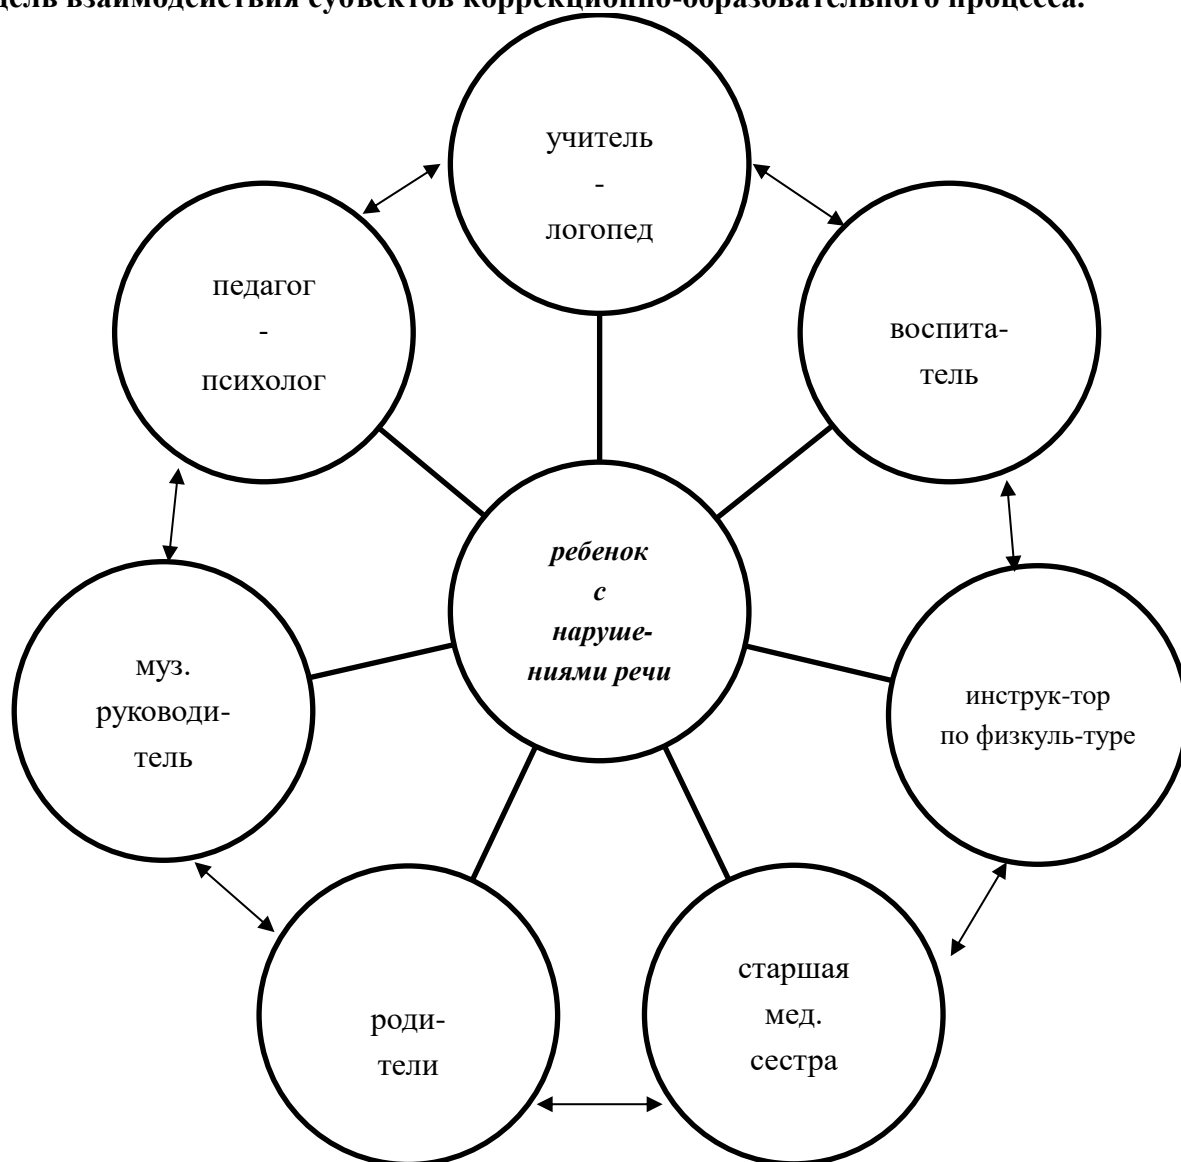 взаимодействия субъектов коррекционно-образовательного процесса.
учитель
-
логопед
педагог
-
психолог
воспита-
тель
ребенок
с
наруше-
ниями речи
муз.
руководи-
тель
инструк-тор
по физкуль-туре
роди-
тели
старшая
мед.
сестра